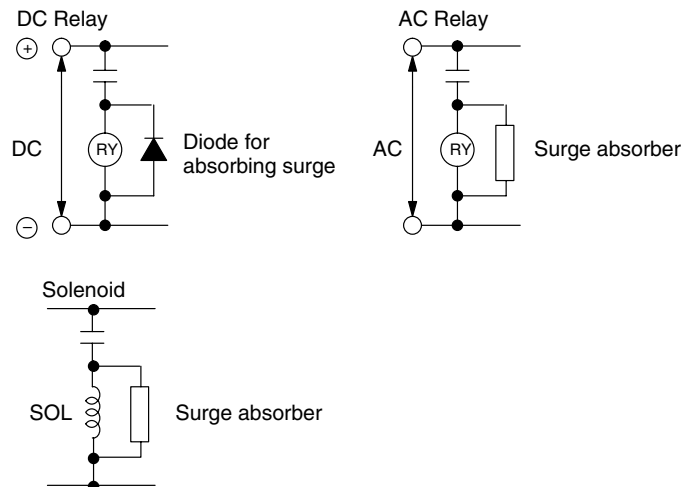 DC Relay
+
DC
RY
Diode for
absorbing surge
−
AC Relay
AC
RY
Surge absorber
Solenoid
SOL
Surge absorber